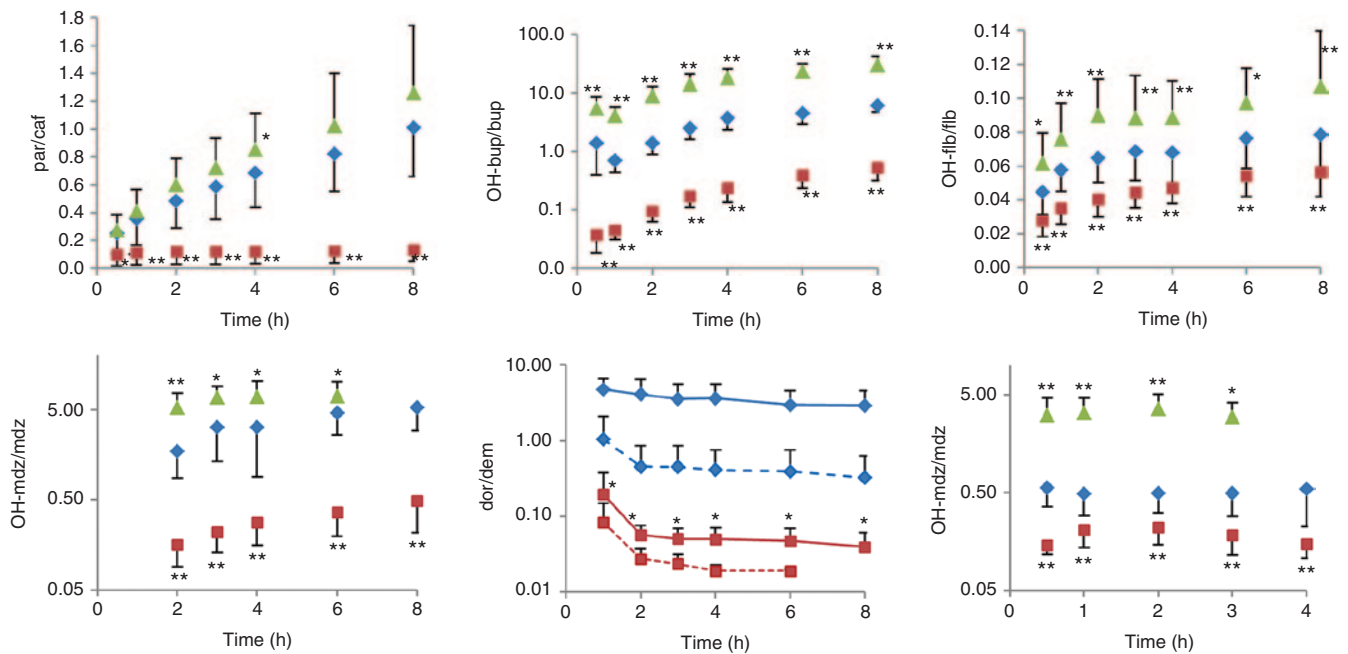 par/caf
1.8
1.6
1.4
1.2
1.0
0.8
0.6
0.4
0.2
0.0
*
*
**
**
**
**
**
**
0 2 4 6 8
Time (h)
OH-bup/bup
100.0
10.0
1.0
0.1
0.0
** ** ** ** ** ** **
** ** ** ** ** ** **
0 2 4 6 8
Time (h)
OH-flb/flb
0.14
0.12
0.10
0.08
0.06
0.04
0.02
0.00
* ** ** ** ** * **
** ** ** ** ** ** **
0 2 4 6 8
Time (h)
OH-mdz/mdz
5.00
0.50
0.05
** * * *
** ** ** ** **
0 2 4 6 8
Time (h)
dor/dem
10.00
1.00
0.10
0.01
* * * * * *
0 2 4 6 8
Time (h)
OH-mdz/mdz
5.00
0.50
0.05
** ** ** *
** ** ** ** **
0 1 2 3 4
Time (h)